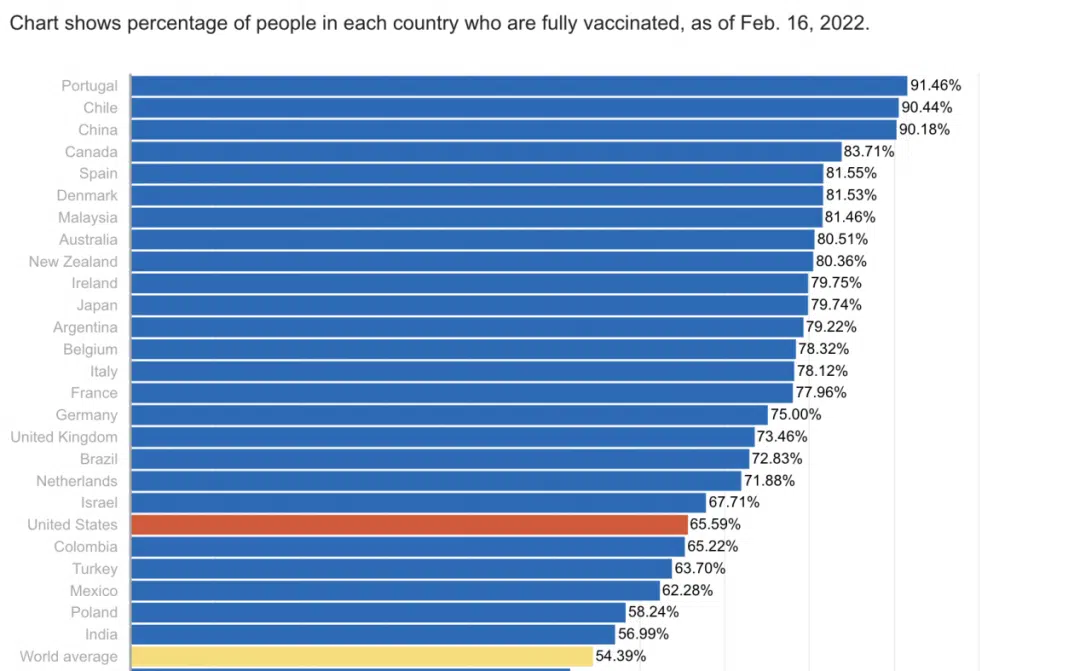 Chart shows percentage of people in each country who are fully vaccinated, as of Feb. 16, 2022.
Portugal 91.46%
Chile 90.44%
China 90.18%
Canada 83.71%
Spain 81.55%
Denmark 81.53%
Malaysia 81.46%
Australia 80.51%
New Zealand 80.36%
Ireland 79.75%
Japan 79.74%
Argentina 79.22%
Belgium 78.32%
Italy 78.12%
France 77.96%
Germany 75.00%
United Kingdom 73.46%
Brazil 72.83%
Netherlands 71.88%
Israel 67.71%
United States 65.59%
Colombia 65.22%
Turkey 63.70%
Mexico 62.28%
Poland 58.24%
India 56.99%
World average 54.39%